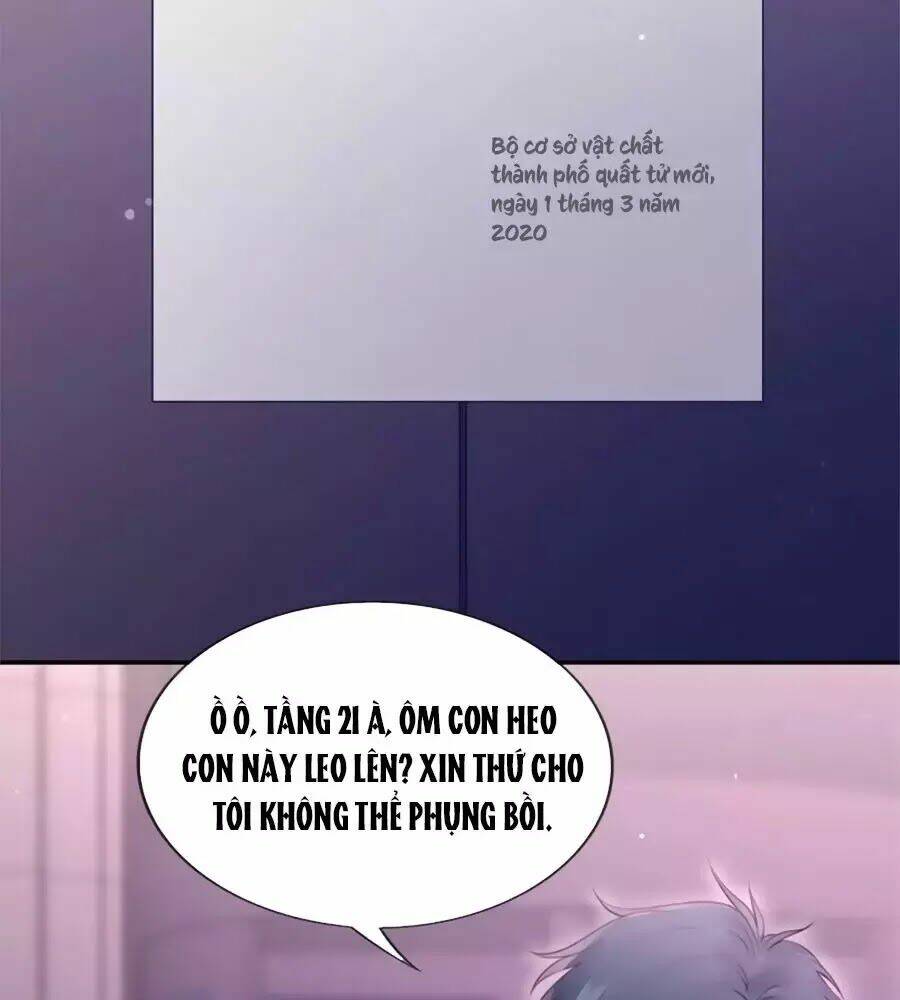 Bộ cơ sở vật chất
thành phố quất tử mới,
ngày 1 tháng 3 năm
2020
Ồ Ồ, TẦNG 21 À, ÔM CON HEO
CON NÀY LEO LÊN? XIN THỨ CHO
TÔI KHÔNG THỂ PHỤNG BỒI.